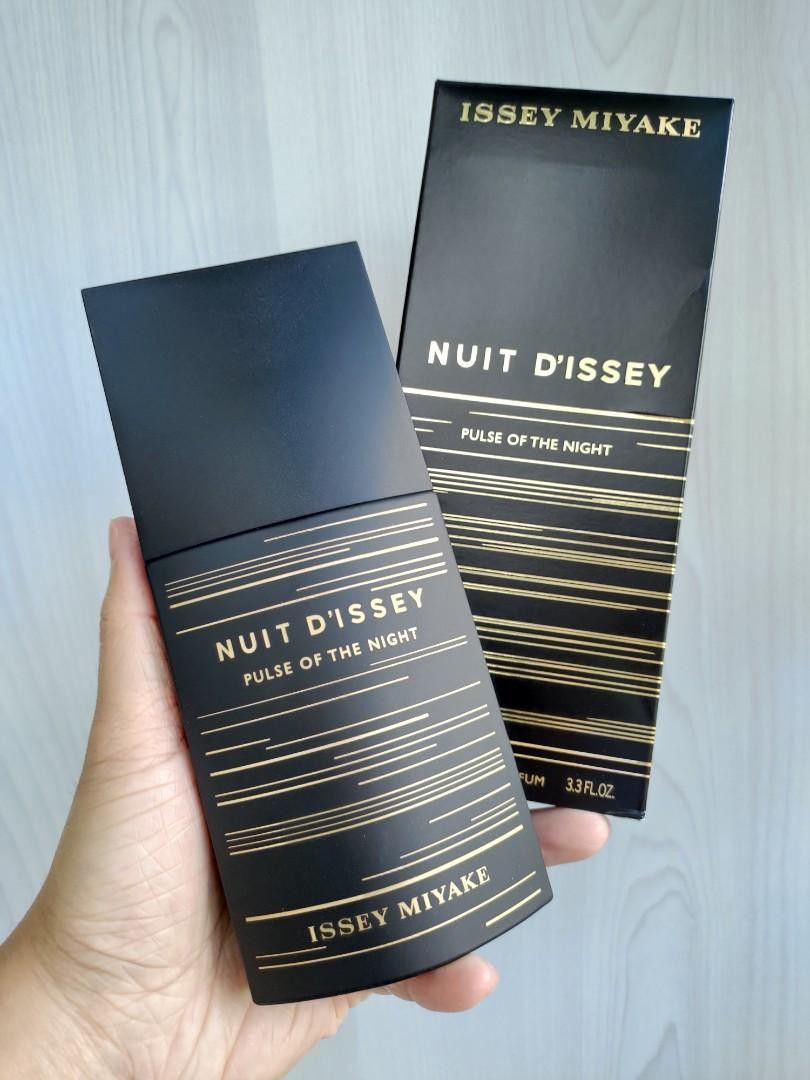 ISSEY MIYAKE
NUIT D'ISSEY
PULSE OF THE NIGHT
3.3 FL.OZ.
NUIT D'ISSEY
PULSE OF THE NIGHT
ISSEY MIYAKE